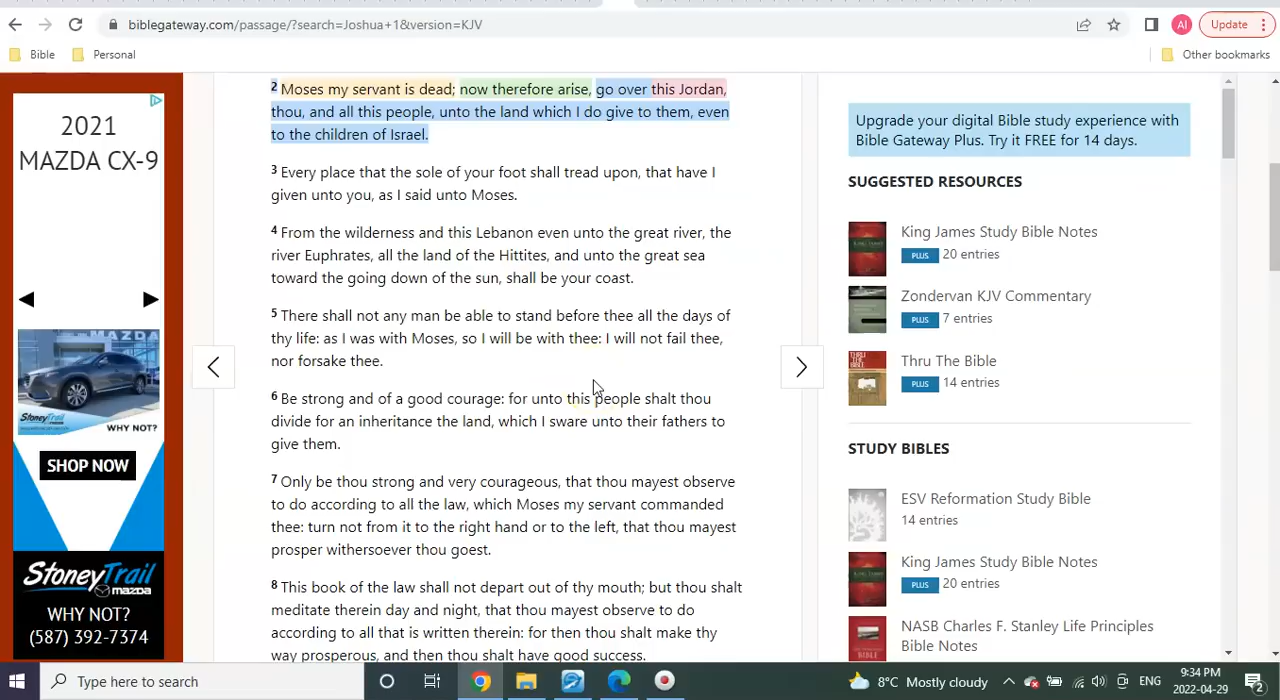 biblegateway.com/passage/?search=Joshua+1&version=KJV
AI
Update
Bible
Personal
Other bookmarks
2021
MAZDA CX-9
MAZDA
StoneyTrail
WHY NOT?
SHOP NOW
StoneyTrail
mazda
WHY NOT?
(587) 392-7374
2 Moses my servant is dead; now therefore arise, go over this Jordan,
thou, and all this people, unto the land which I do give to them, even
to the children of Israel.
3 Every place that the sole of your foot shall tread upon, that have I
given unto you, as I said unto Moses.
4 From the wilderness and this Lebanon even unto the great river, the
river Euphrates, all the land of the Hittites, and unto the great sea
toward the going down of the sun, shall be your coast.
5 There shall not any man be able to stand before thee all the days of
thy life: as I was with Moses, so I will be with thee: I will not fail thee,
nor forsake thee.
6 Be strong and of a good courage: for unto this people shalt thou
divide for an inheritance the land, which I sware unto their fathers to
give them.
7 Only be thou strong and very courageous, that thou mayest observe
to do according to all the law, which Moses my servant commanded
thee: turn not from it to the right hand or to the left, that thou mayest
prosper withersoever thou goest.
8 This book of the law shall not depart out of thy mouth; but thou shalt
meditate therein day and night, that thou mayest observe to do
according to all that is written therein: for then thou shalt make thy
way prosperous, and then thou shalt have good success.
Upgrade your digital Bible study experience with
Bible Gateway Plus. Try it FREE for 14 days.
SUGGESTED RESOURCES
King James Study Bible Notes
PLUS 20 entries
Zondervan KJV Commentary
PLUS 7 entries
THRU THE BIBLE
Thru The Bible
PLUS 14 entries
STUDY BIBLES
ESV Reformation Study Bible
14 entries
King James Study Bible Notes
PLUS 20 entries
BIBLE
NASB Charles F. Stanley Life Principles
Bible Notes
Type here to search
8°C Mostly cloudy
ENG
9:34 PM
2022-04-29
2